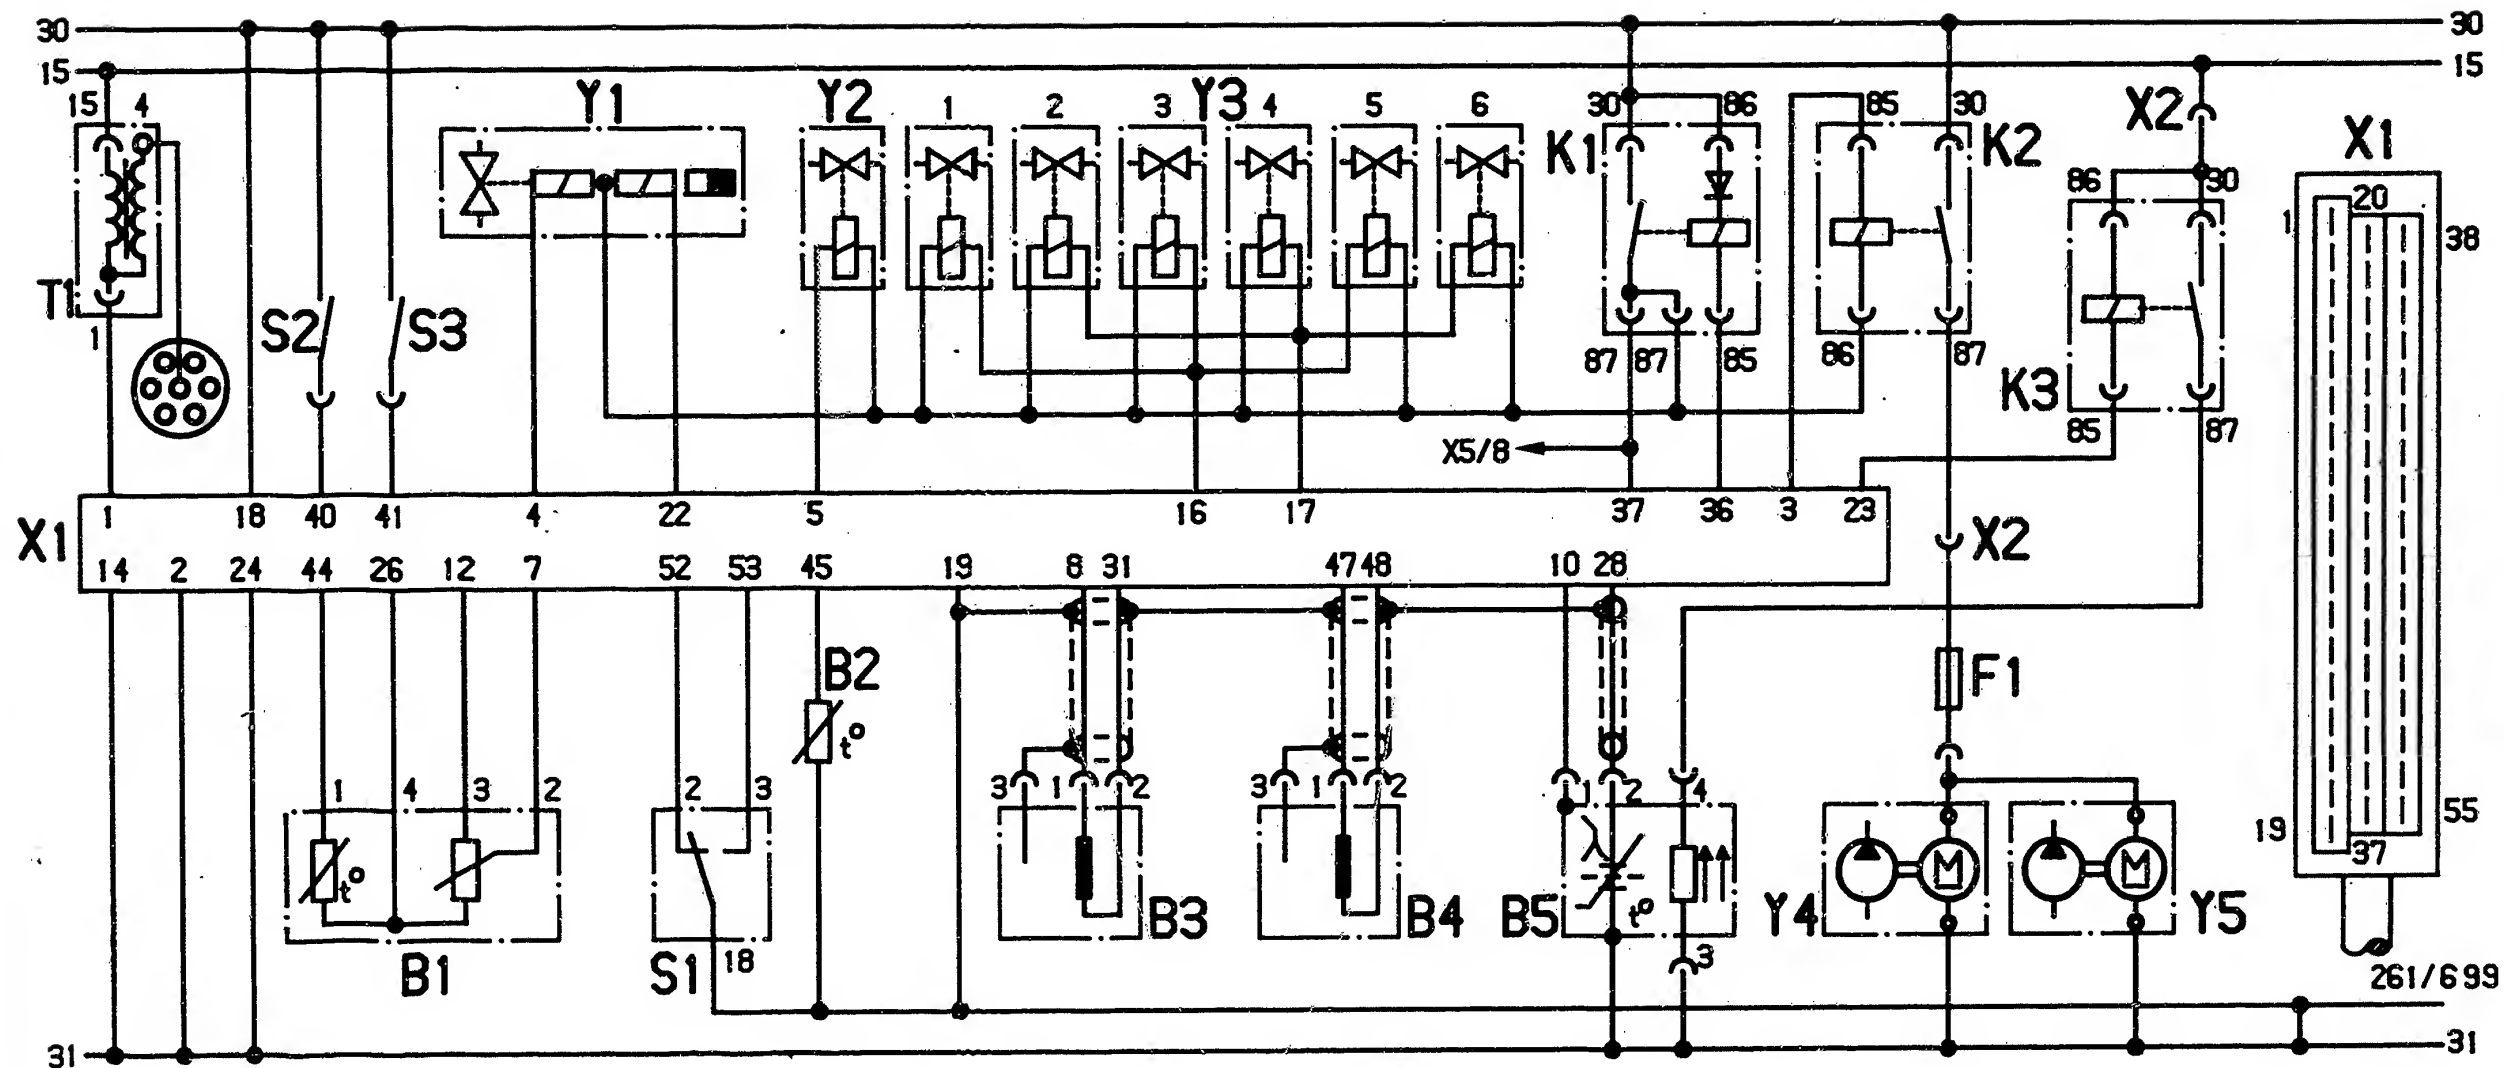 30 30
15 15
15 4 Y1 Y2 1 2 3 Y3 4 5 6 30 86 85 30 X2 X1
K1 K2
86 30 20
1 38
T1
S2 S3
1 87 87 85 86 87 K3
85 87
X5/8
X1 1 18 40 41 4 22 5 16 17 37 36 3 23
X2
14 2 24 44 26 12 7 52 53 45 19 8 31 47 48 10 28
B2 F1
t°
1 4 3 2 2 3 3 1 2 3 1 2 1 2 4 55
19
λ M M 37
t° t°
B3 B4 B5 Y4 Y5
B1 S1 18 3
261/699
31 31